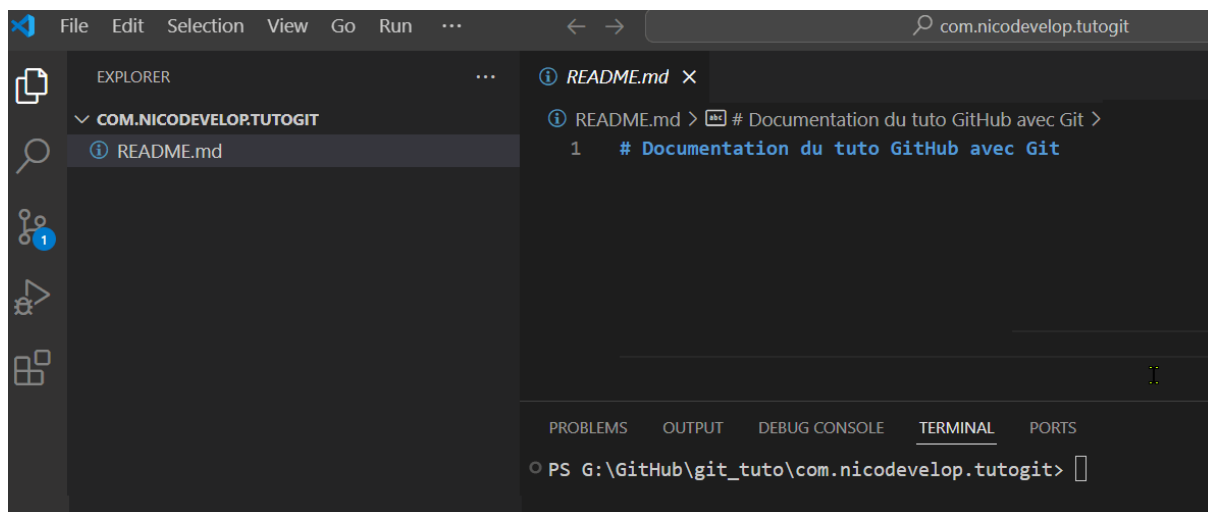 File Edit Selection View Go Run ···
com.nicodevelop.tutogit
EXPLORER ···
COM.NICODEVELOP.TUTOGIT
README.md
1
README.md
README.md > # Documentation du tuto GitHub avec Git >
1 # Documentation du tuto GitHub avec Git
PROBLEMS OUTPUT DEBUG CONSOLE TERMINAL PORTS
PS G:\GitHub\git_tuto\com.nicodevelop.tutogit>